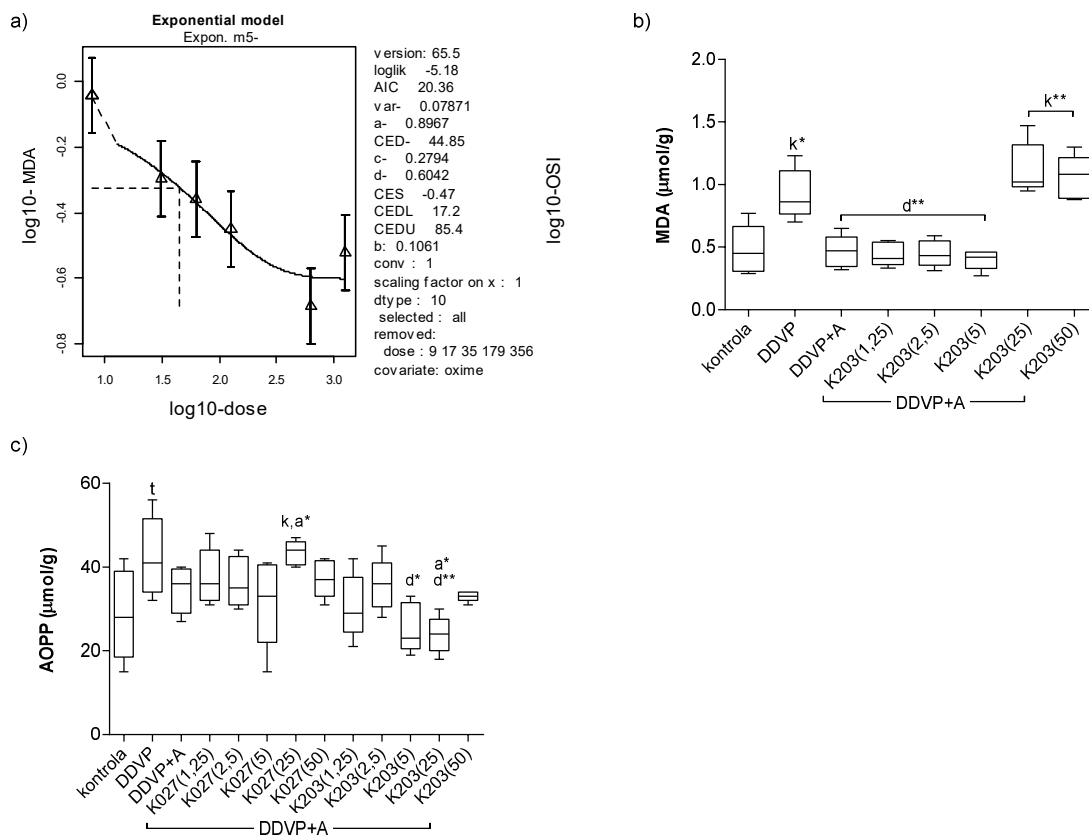 a)
Exponential model
Expon. m5-
log10- MDA
0.0
-0.2
-0.4
-0.6
-0.8
1.0 1.5 2.0 2.5 3.0
log10-dose
version: 65.5
loglik -5.18
AIC 20.36
var- 0.07871
a- 0.8967
CED- 44.85
c- 0.2794
d- 0.6042
CES -0.47
CEDL 17.2
CEDU 85.4
b: 0.1061
conv : 1
scaling factor on x : 1
dtype : 10
selected : all
removed:
dose : 9 17 35 179 356
covariate: oxime
log10-OSI
b)
MDA (µmol/g)
2.0
1.5
1.0
0.5
0.0
k*
d**
k**
kontrola
DDVP
DDVP+A
K203(1,25)
K203(2,5)
K203(5)
K203(25)
K203(50)
DDVP+A
c)
AOPP (µmol/g)
60
40
20
0
t
k,a*
d*
a*
d**
kontrola
DDVP
DDVP+A
K027(1,25)
K027(2,5)
K027(5)
K027(25)
K027(50)
K203(1,25)
K203(2,5)
K203(5)
K203(25)
K203(50)
DDVP+A